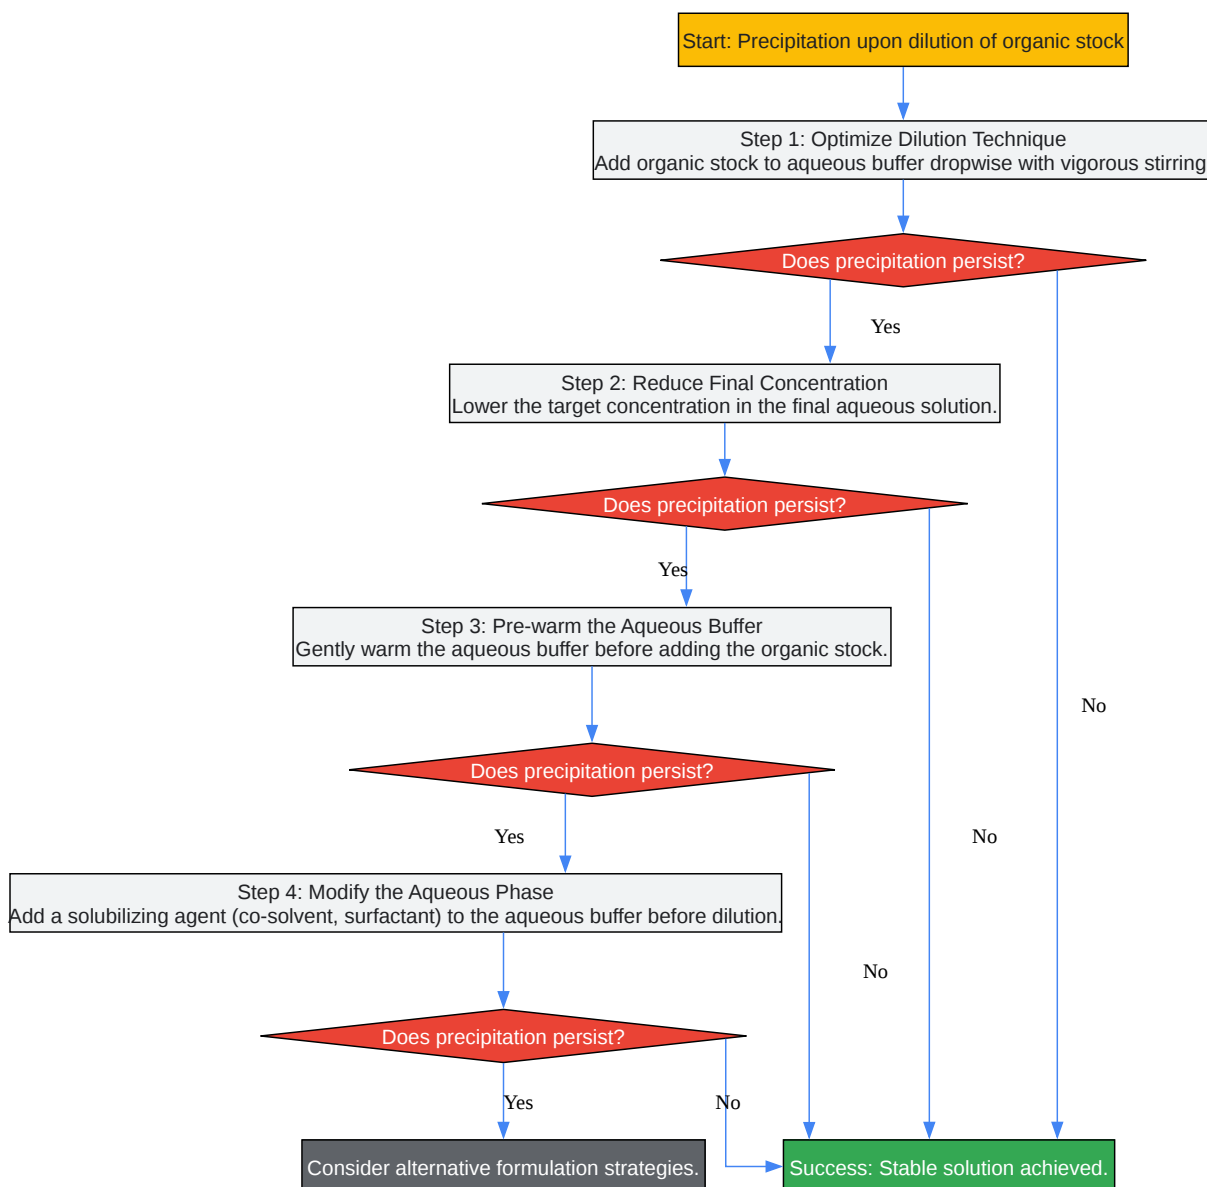 Start: Precipitation upon dilution of organic stock
Step 1: Optimize Dilution Technique
Add organic stock to aqueous buffer dropwise with vigorous stirring.
Does precipitation persist?
Yes
Step 2: Reduce Final Concentration
Lower the target concentration in the final aqueous solution.
Does precipitation persist?
Yes
Step 3: Pre-warm the Aqueous Buffer
Gently warm the aqueous buffer before adding the organic stock.
No
Does precipitation persist?
Yes
No
Step 4: Modify the Aqueous Phase
Add a solubilizing agent (co-solvent, surfactant) to the aqueous buffer before dilution.
No
Does precipitation persist?
Yes
No
Consider alternative formulation strategies.
Success: Stable solution achieved.